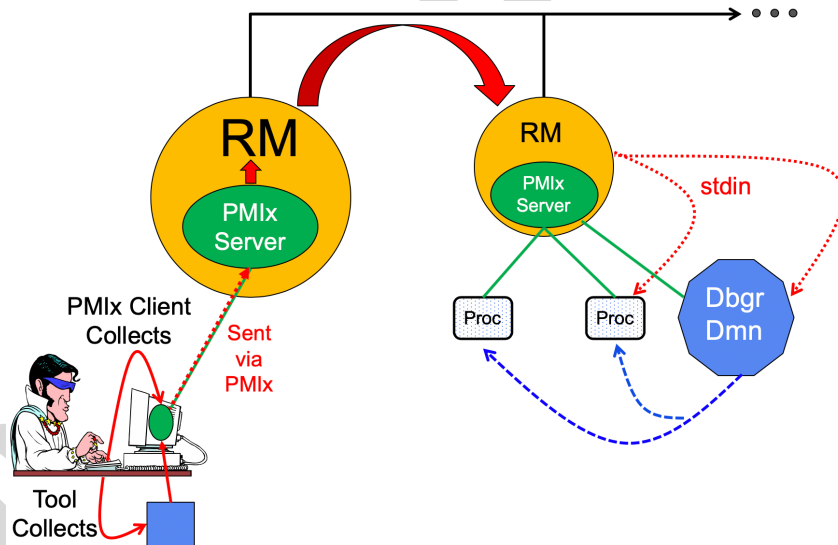 RM
PMIx
Server
RM
PMIx
Server
stdin
Proc
Proc
Dbgr
Dmn
PMIx Client
Collects
Sent
via
PMIx
Tool
Collects